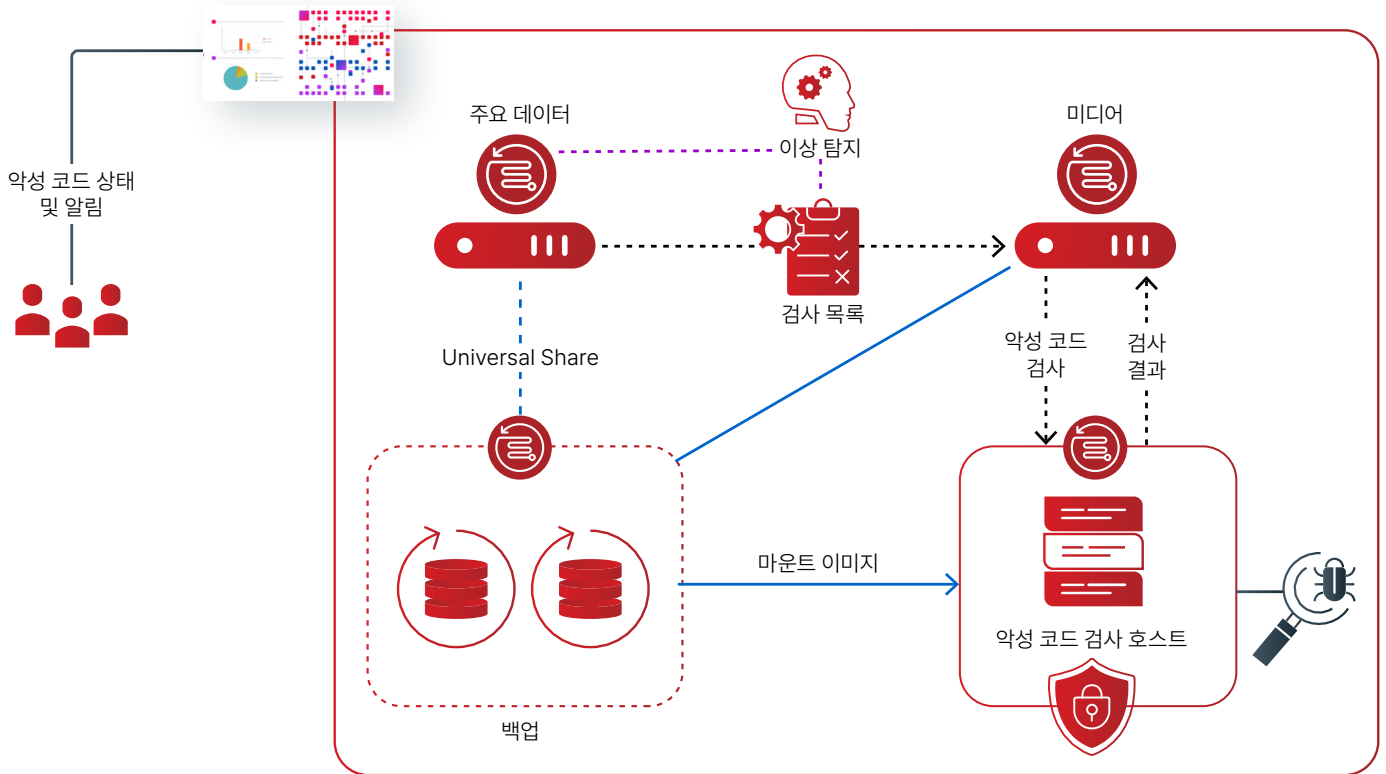 주요 데이터
미디어
이상 탐지
악성 코드 상태
및 알림
검사 목록
Universal Share
악성 코드
검사
검사
결과
마운트 이미지
악성 코드 검사 호스트
백업